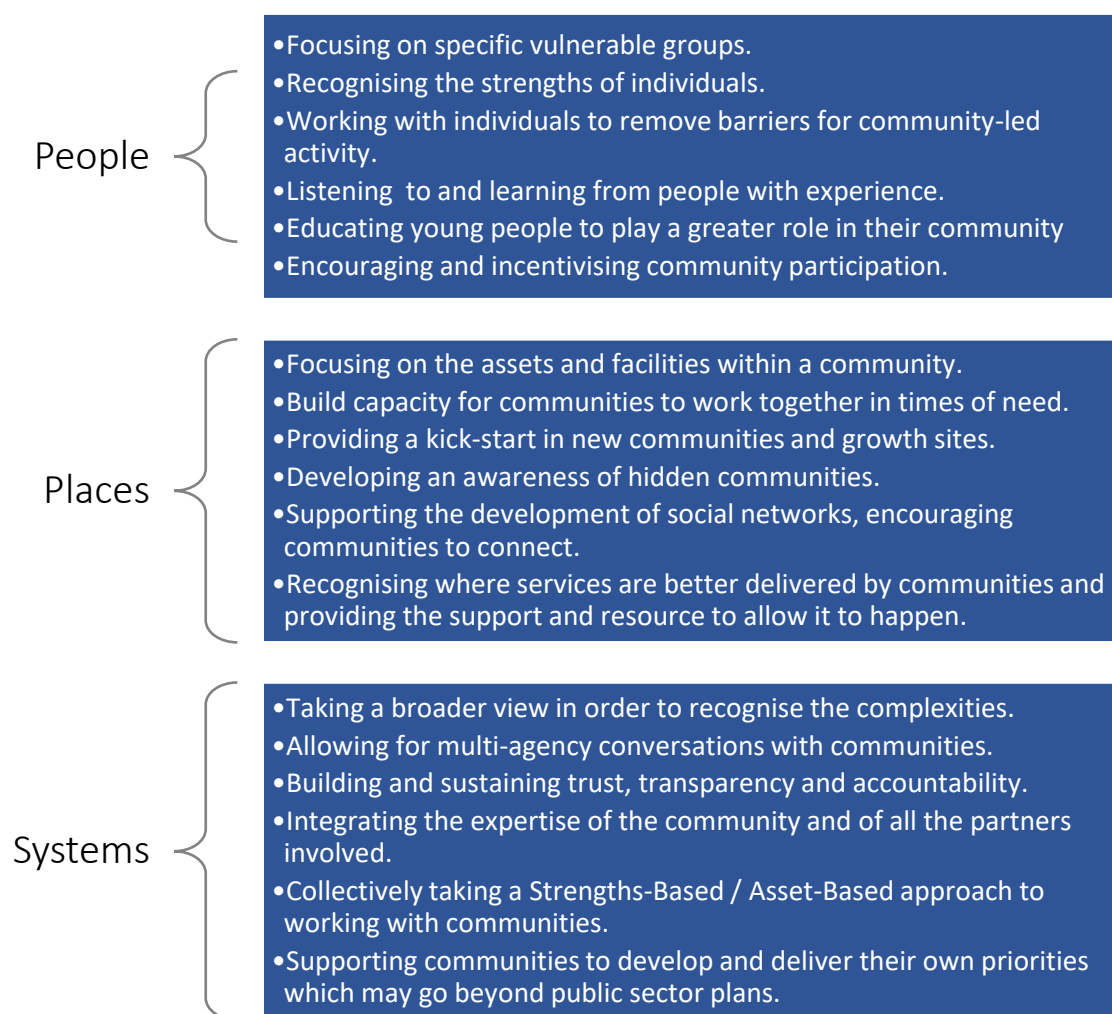 People
•Focusing on specific vulnerable groups.
•Recognising the strengths of individuals.
•Working with individuals to remove barriers for community-led
activity.
•Listening  to and learning from people with experience.
•Educating young people to play a greater role in their community
•Encouraging and incentivising community participation.
Places
•Focusing on the assets and facilities within a community.
•Build capacity for communities to work together in times of need.
•Providing a kick-start in new communities and growth sites.
•Developing an awareness of hidden communities.
•Supporting the development of social networks, encouraging
communities to connect.
•Recognising where services are better delivered by communities and
providing the support and resource to allow it to happen.
Systems
•Taking a broader view in order to recognise the complexities.
•Allowing for multi-agency conversations with communities.
•Building and sustaining trust, transparency and accountability.
•Integrating the expertise of the community and of all the partners
involved.
•Collectively taking a Strengths-Based / Asset-Based approach to
working with communities.
•Supporting communities to develop and deliver their own priorities
which may go beyond public sector plans.